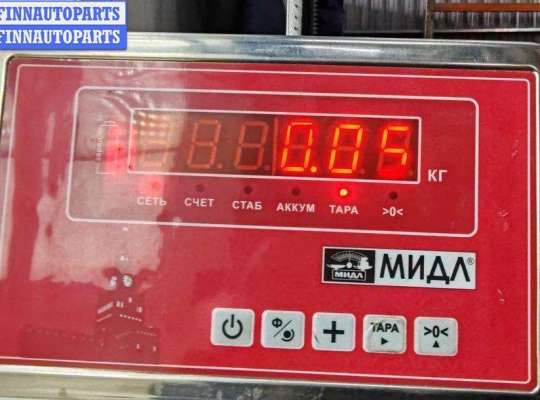 FINNAUTOPARTS
FINNAUTOPARTS
0.05
КГ
СЕТЬ СЧЕТ СТАБ АККУМ ТАРА >0<
МИДЛ МИДЛ®
Ф + ТАРА >0<